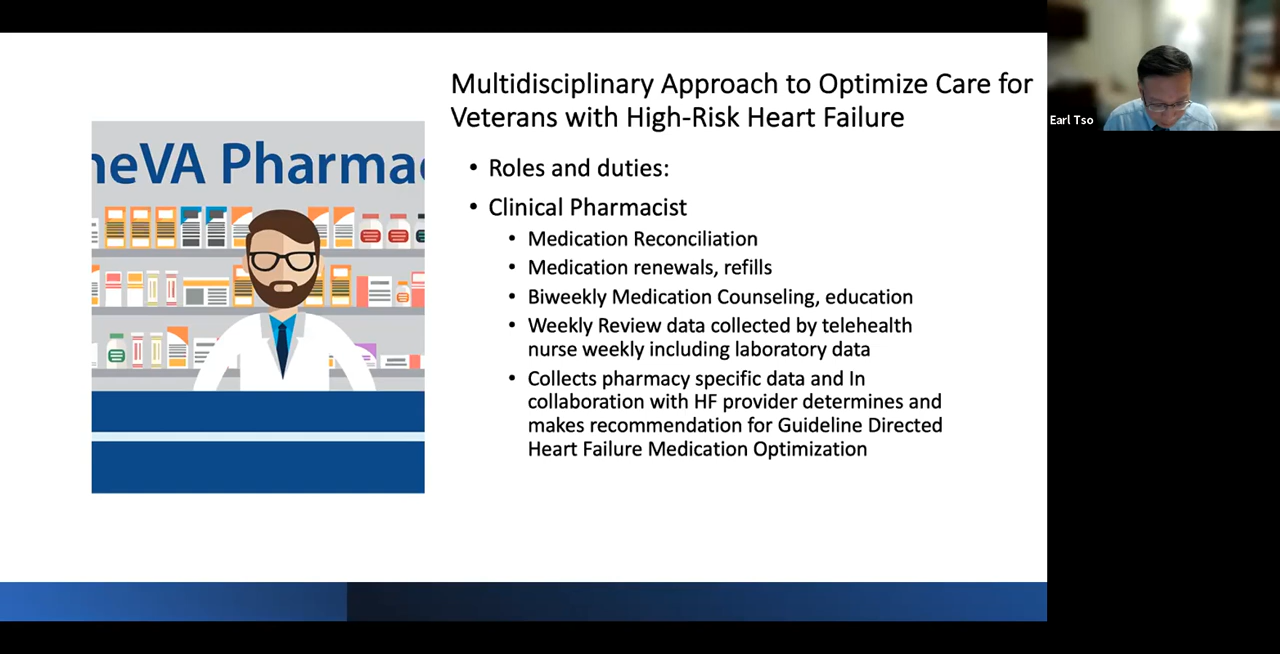 Multidisciplinary Approach to Optimize Care for
Veterans with High-Risk Heart Failure
Earl Tso
heVA Pharmac
• Roles and duties:
• Clinical Pharmacist
• Medication Reconciliation
• Medication renewals, refills
• Biweekly Medication Counseling, education
• Weekly Review data collected by telehealth
nurse weekly including laboratory data
• Collects pharmacy specific data and In
collaboration with HF provider determines and
makes recommendation for Guideline Directed
Heart Failure Medication Optimization